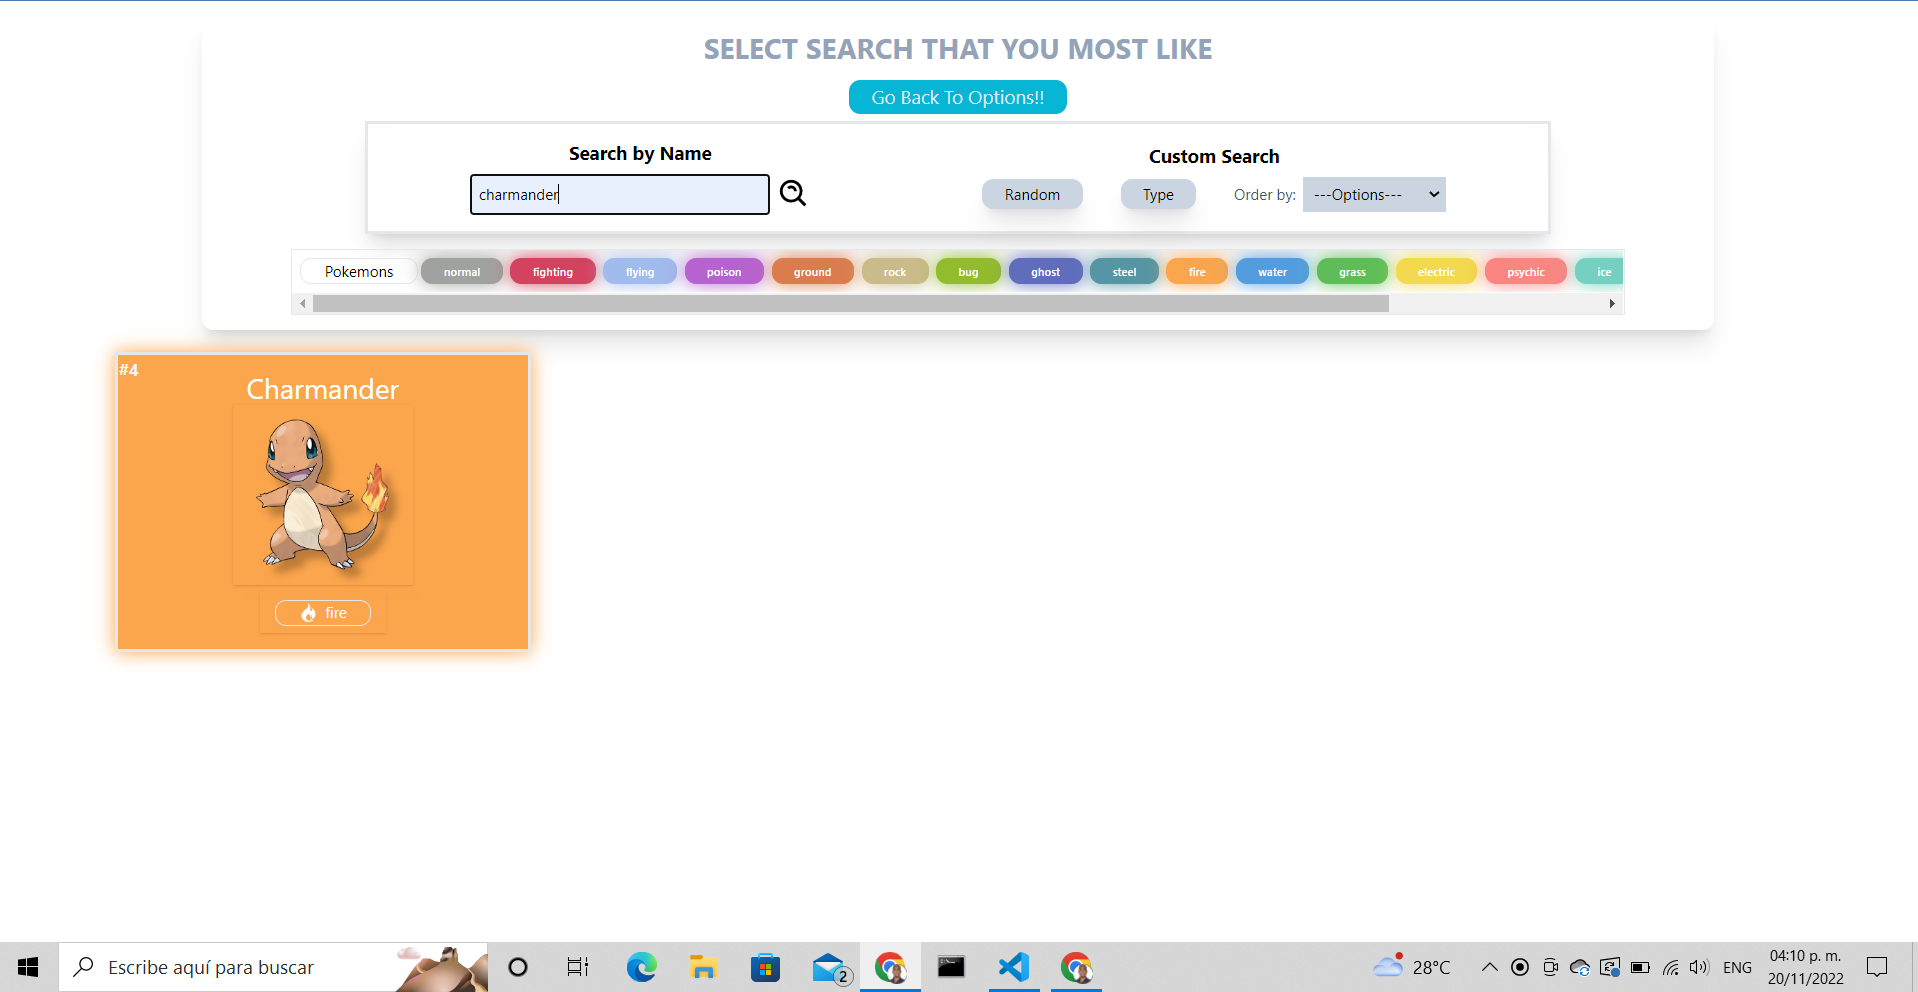 SELECT SEARCH THAT YOU MOST LIKE
Go Back To Options!!
Search by Name
Custom Search
charmander
Random
Type
Order by:
---Options---
Pokemons
normal
fighting
flying
poison
ground
rock
bug
ghost
steel
fire
water
grass
electric
psychic
ice
#4
Charmander
fire
Escribe aquí para buscar
2
28°C
ENG
04:10 p. m.
20/11/2022